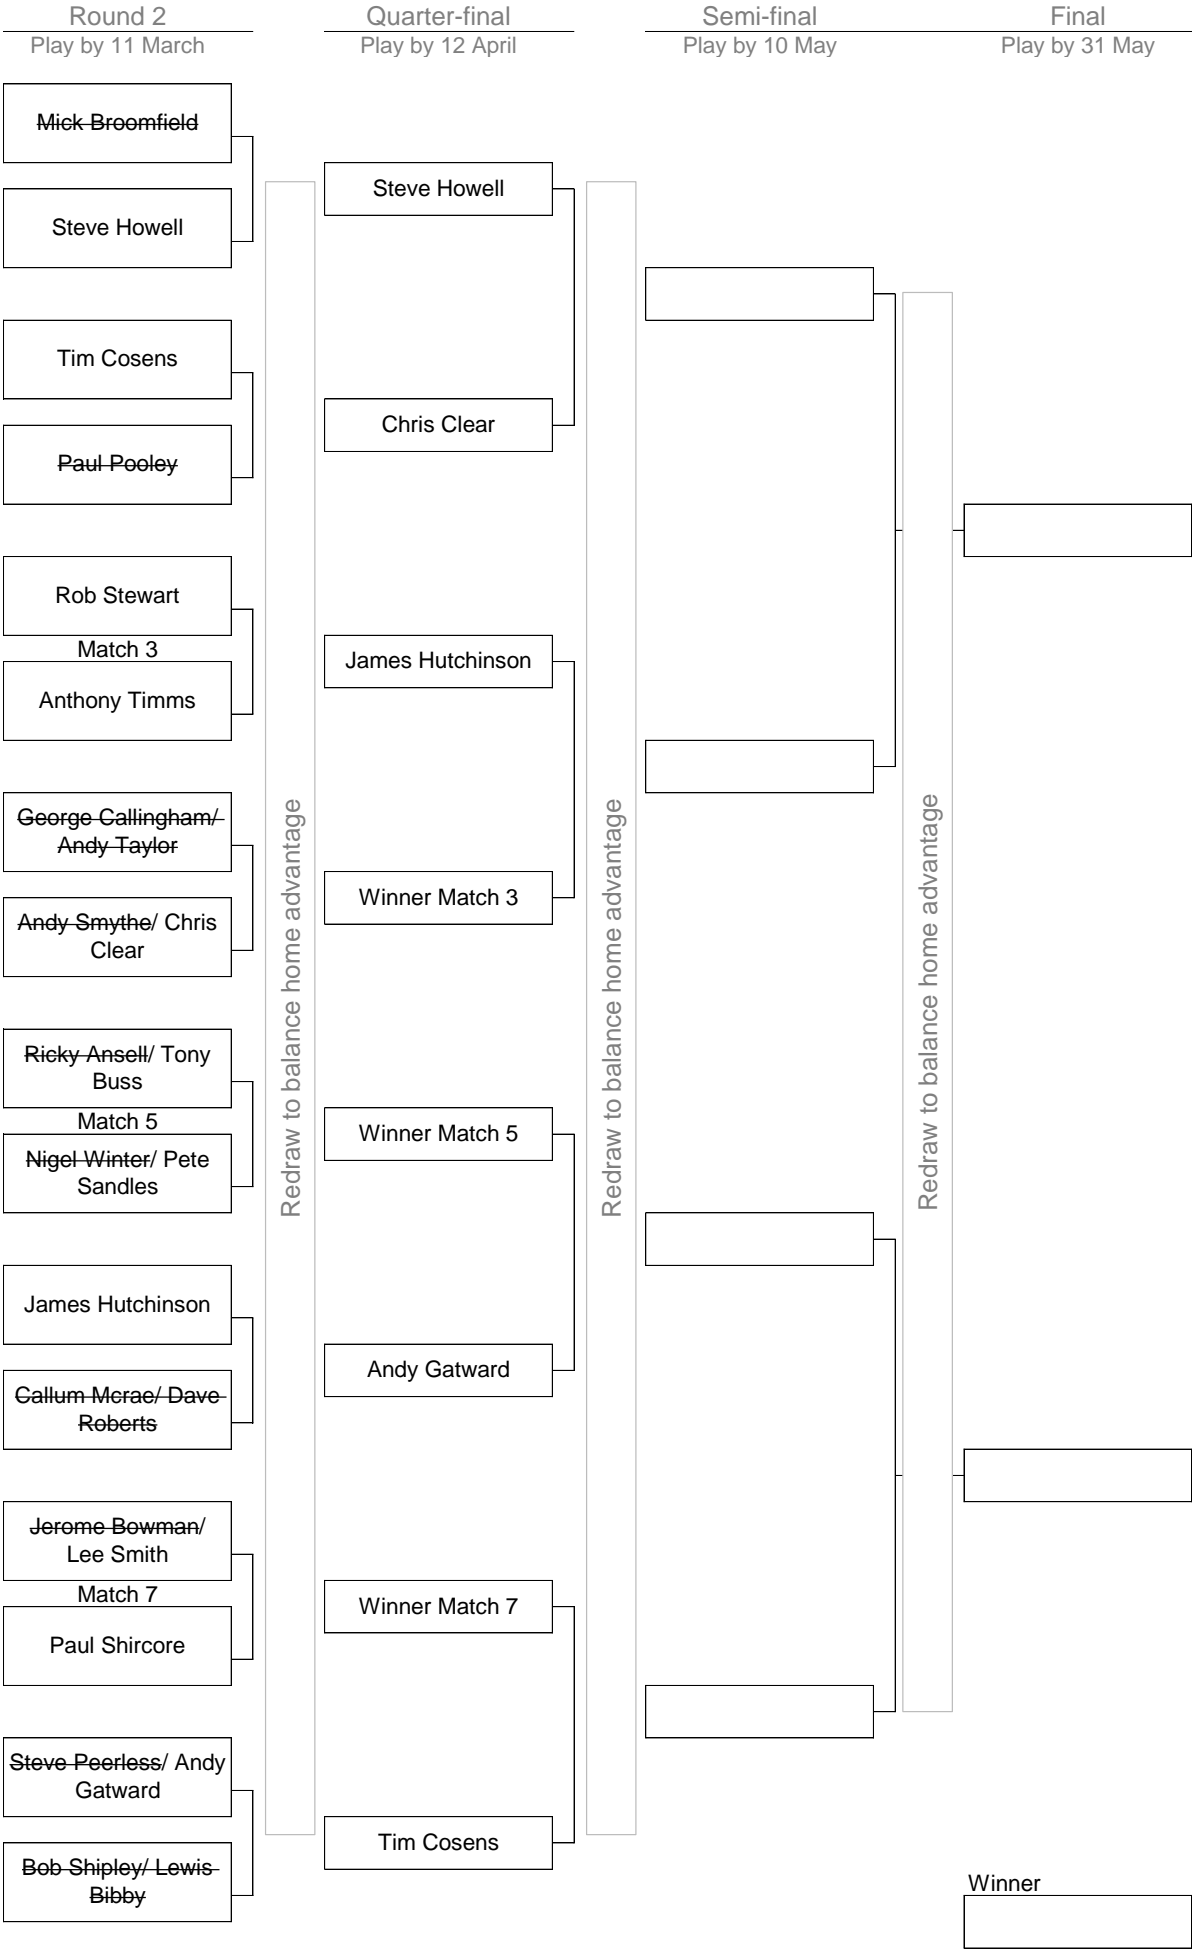 Round 2
Play by 11 March
Quarter-final
Play by 12 April
Semi-final
Play by 10 May
Final
Play by 31 May
Mick Broomfield
Steve Howell
Tim Cosens
Paul Pooley
Rob Stewart
Match 3
Anthony Timms
George Callingham/
Andy Taylor
Andy Smythe/ Chris
Clear
Ricky Ansell/ Tony
Buss
Match 5
Nigel Winter/ Pete
Sandles
James Hutchinson
Callum Mcrae/ Dave
Roberts
Jerome Bowman/
Lee Smith
Match 7
Paul Shircore
Steve Peerless/ Andy
Gatward
Bob Shipley/ Lewis
Bibby
Redraw to balance home advantage
Steve Howell
Chris Clear
James Hutchinson
Winner Match 3
Winner Match 5
Andy Gatward
Winner Match 7
Tim Cosens
Redraw to balance home advantage
Redraw to balance home advantage
Winner